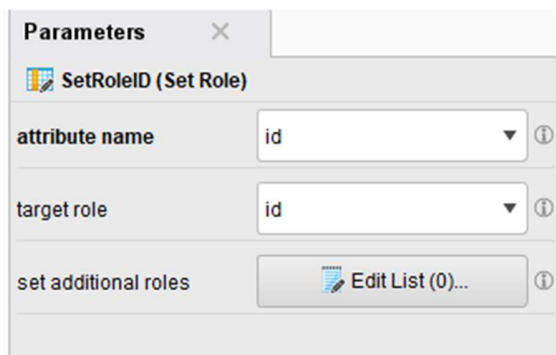 Parameters
SetRoleID (Set Role)
attribute name id
target role id
set additional roles Edit List (0)...